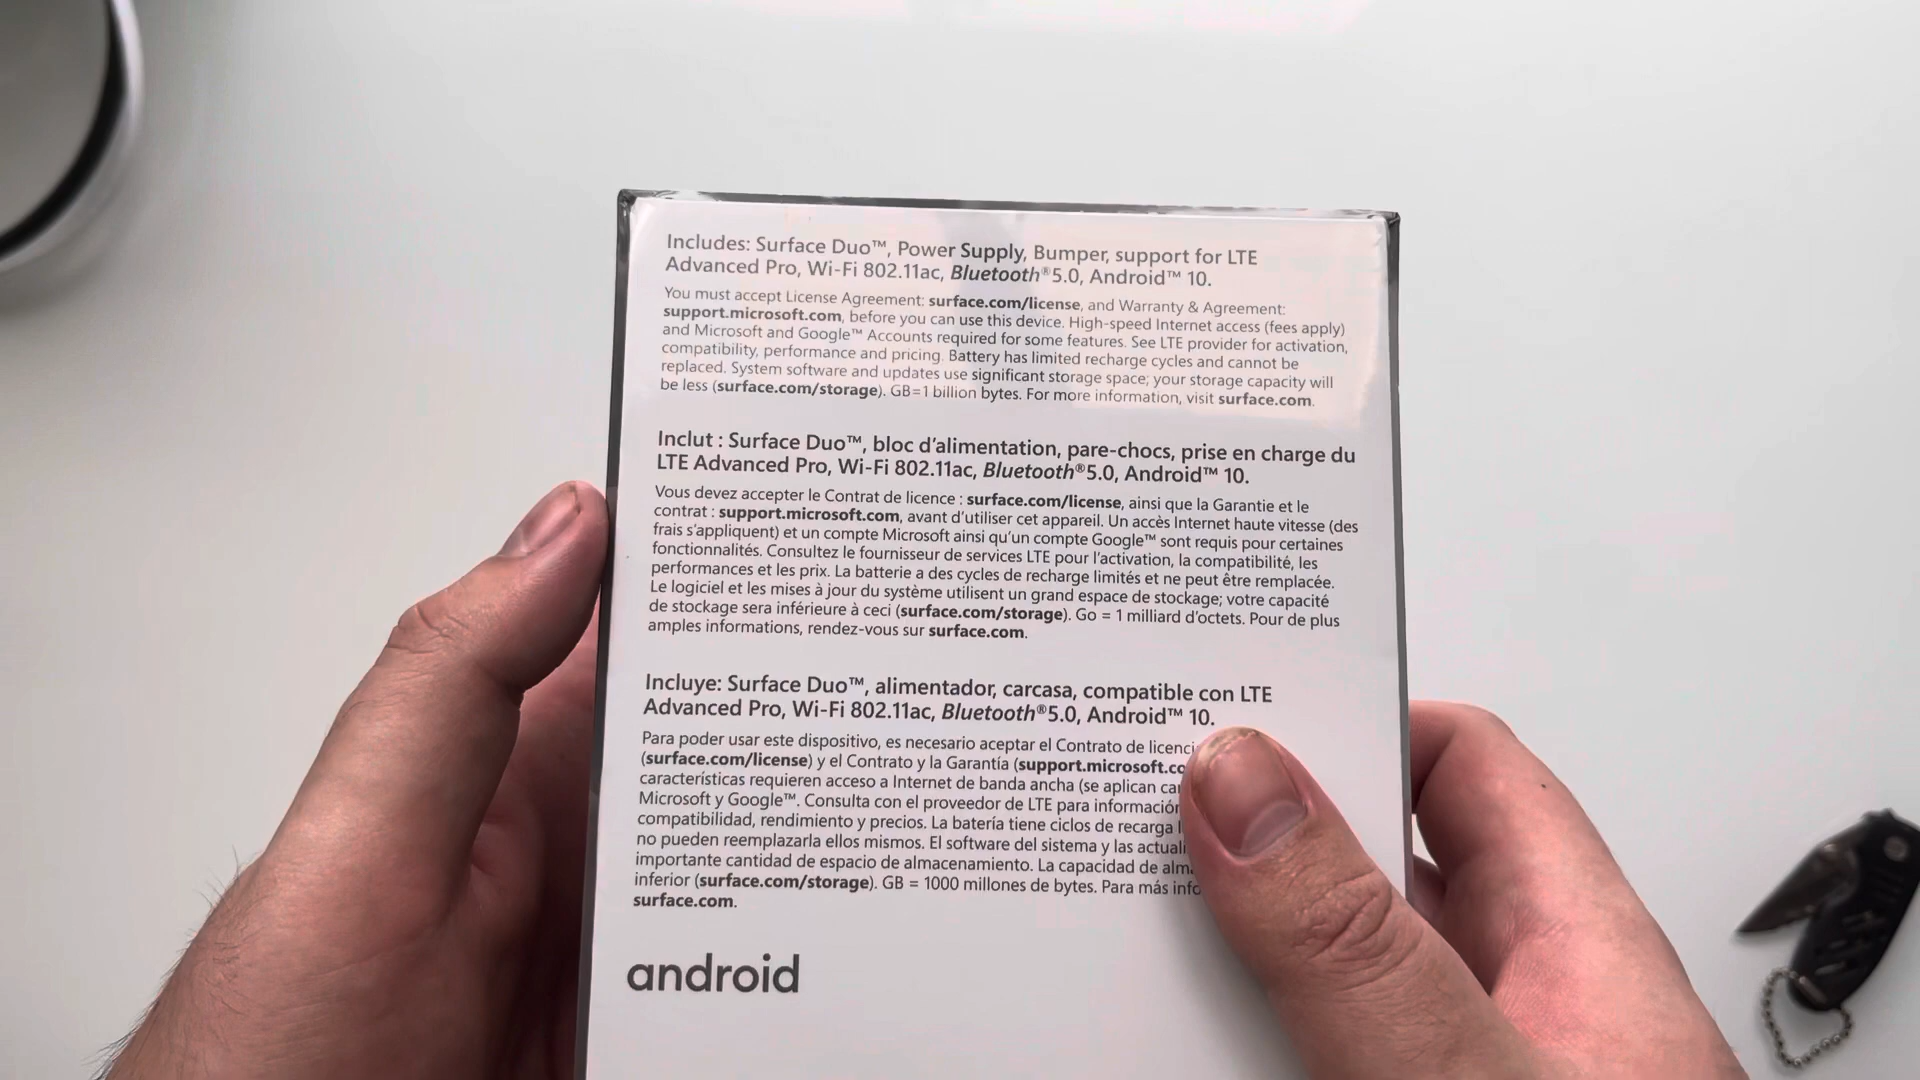 Includes: Surface Duo™, Power Supply, Bumper, support for LTE
Advanced Pro, Wi-Fi 802.11ac, Bluetooth®5.0, Android™ 10.
You must accept License Agreement: surface.com/license, and Warranty & Agreement:
support.microsoft.com, before you can use this device. High-speed Internet access (fees apply)
and Microsoft and Google™ Accounts required for some features. See LTE provider for activation,
compatibility, performance and pricing. Battery has limited recharge cycles and cannot be
replaced. System software and updates use significant storage space; your storage capacity will
be less (surface.com/storage). GB=1 billion bytes. For more information, visit surface.com.
Inclut : Surface Duo™, bloc d'alimentation, pare-chocs, prise en charge du
LTE Advanced Pro, Wi-Fi 802.11ac, Bluetooth®5.0, Android™ 10.
Vous devez accepter le Contrat de licence : surface.com/license, ainsi que la Garantie et le
contrat : support.microsoft.com, avant d'utiliser cet appareil. Un accès Internet haute vitesse (des
frais s'appliquent) et un compte Microsoft ainsi qu'un compte Google™ sont requis pour certaines
fonctionnalités. Consultez le fournisseur de services LTE pour l'activation, la compatibilité, les
performances et les prix. La batterie a des cycles de recharge limités et ne peut être remplacée.
Le logiciel et les mises à jour du système utilisent un grand espace de stockage; votre capacité
de stockage sera inférieure à ceci (surface.com/storage). Go = 1 milliard d'octets. Pour de plus
amples informations, rendez-vous sur surface.com.
Incluye: Surface Duo™, alimentador, carcasa, compatible con LTE
Advanced Pro, Wi-Fi 802.11ac, Bluetooth®5.0, Android™ 10.
Para poder usar este dispositivo, es necesario aceptar el Contrato de
(surface.com/license) y el Contrato y la Garantía
características requieren acceso a Internet de banda ancha (se aplican
Microsoft y Google™. Consulta con el proveedor de LTE para
compatibilidad, rendimiento y precios. La batería tiene ciclos de recarga
no pueden reemplazarla ellos mismos. El software del sistema y las
importante cantidad de espacio de almacenamiento. La capacidad de
inferior (surface.com/storage). GB = 1000 millones de bytes. Para más
surface.com.
android